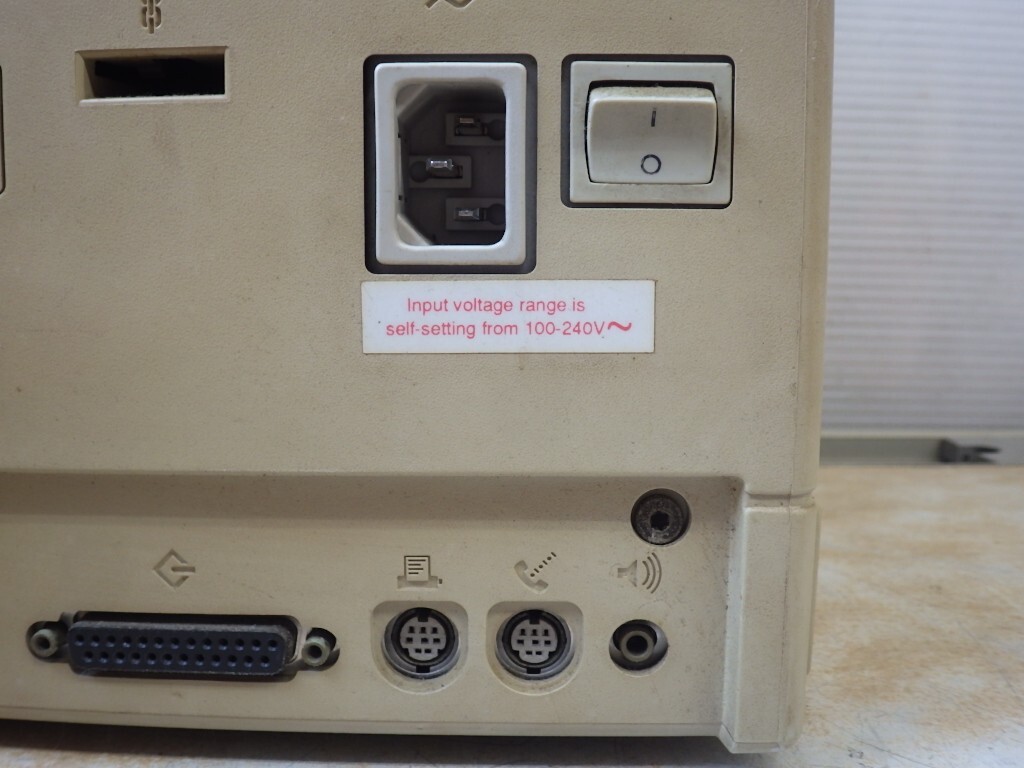 Input voltage range is
self-setting from 100-240V~